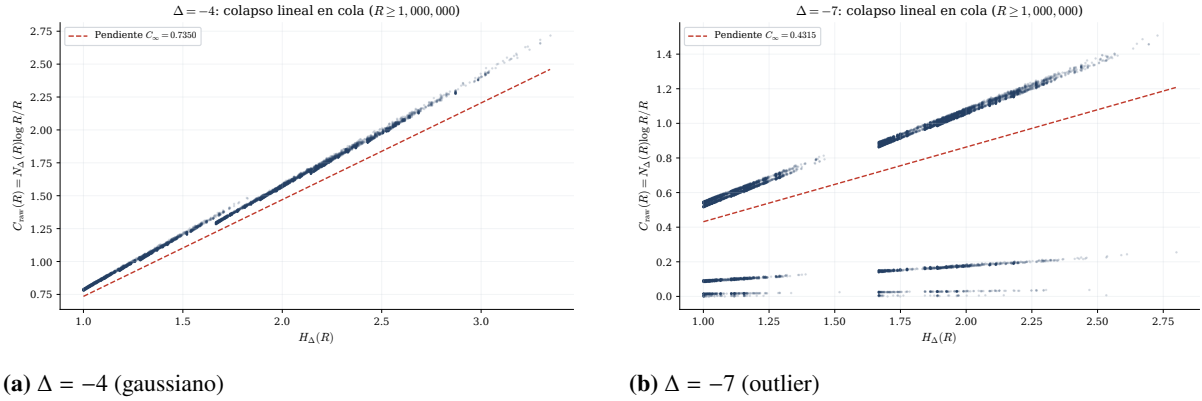 Δ = −4: colapso lineal en cola (R ≥ 1,000,000)
Pendiente C∞ = 0.7350
C_raw(R) = N_Δ(R)log R/R
2.75
2.50
2.25
2.00
1.75
1.50
1.25
1.00
0.75
1.0 1.5 2.0 2.5 3.0
H_Δ(R)
(a) Δ = −4 (gaussiano)
Δ = −7: colapso lineal en cola (R ≥ 1,000,000)
Pendiente C∞ = 0.4315
C_raw(R) = N_Δ(R)log R/R
1.4
1.2
1.0
0.8
0.6
0.4
0.2
0.0
1.00 1.25 1.50 1.75 2.00 2.25 2.50 2.75
H_Δ(R)
(b) Δ = −7 (outlier)